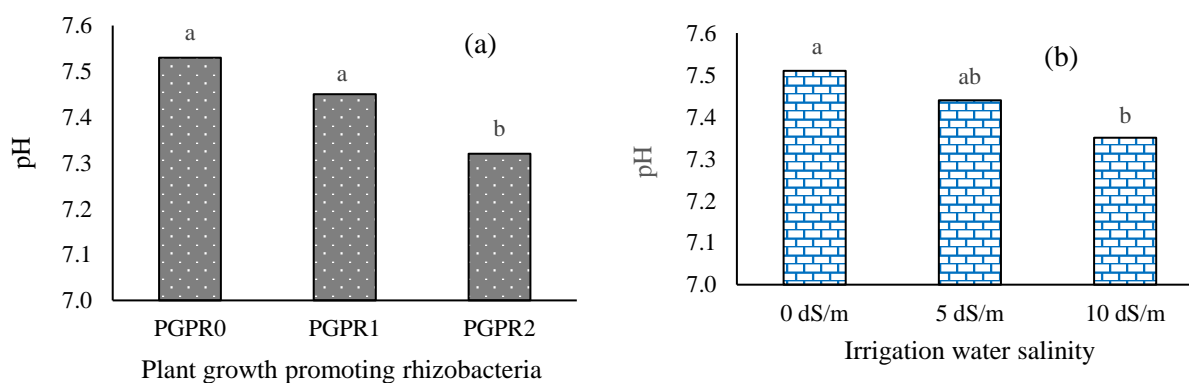 (a)
pH
7.6
7.5
7.4
7.3
7.2
7.1
7.0
a
a
b
PGPR0 PGPR1 PGPR2
Plant growth promoting rhizobacteria
(b)
pH
7.6
7.5
7.4
7.3
7.2
7.1
7.0
a
ab
b
0 dS/m 5 dS/m 10 dS/m
Irrigation water salinity